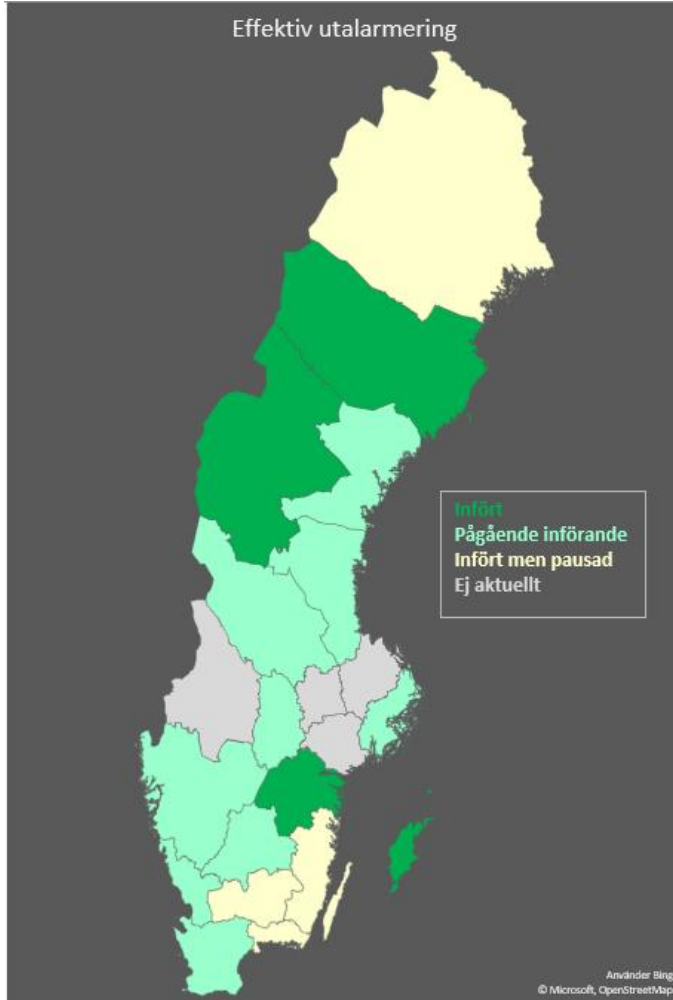 Effektiv utalarmering
Infört
Pågående införande
Infört men pausad
Ej aktuellt
Använder Bing
© Microsoft, OpenStreetMap